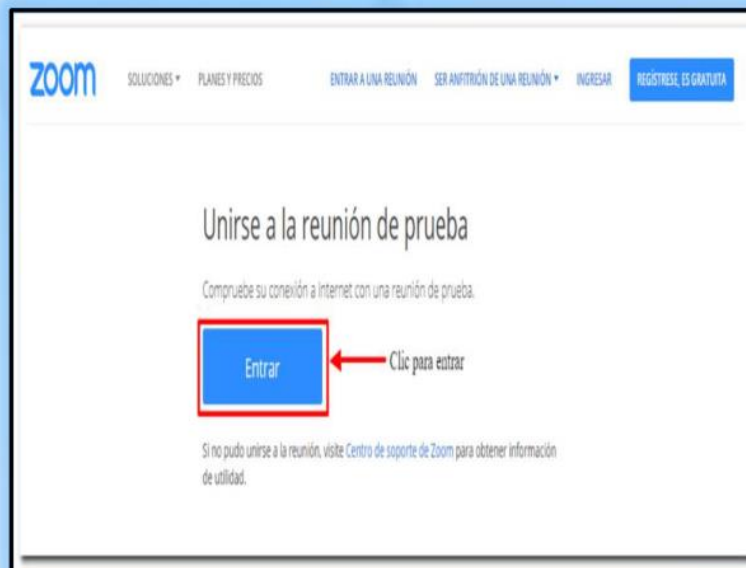 zoom SOLUCIONES PLANES Y PRECIOS ENTRAR A UNA REUNIÓN SER ANFITRIÓN DE UNA REUNIÓN INGRESAR REGÍSTRESE, ES GRATUITA
Unirse a la reunión de prueba
Compruebe su conexión a Internet con una reunión de prueba.
Entrar Clic para entrar
Si no pudo unirse a la reunión, visite Centro de soporte de Zoom para obtener información
de utilidad.